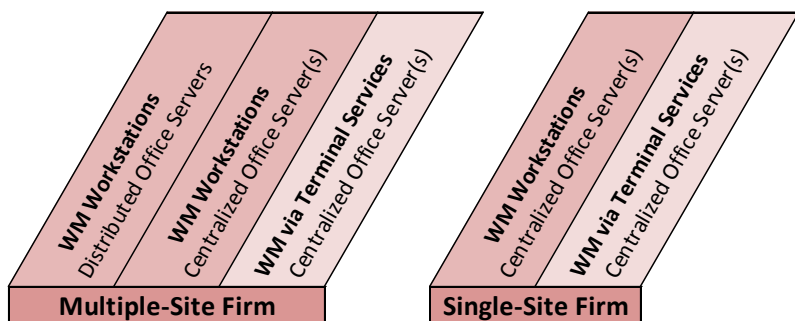 WM Workstations
Distributed Office Servers
WM Workstations
Centralized Office Server(s)
WM via Terminal Services
Centralized Office Server(s)
Multiple-Site Firm
WM Workstations
Centralized Office Server(s)
WM via Terminal Services
Centralized Office Server(s)
Single-Site Firm